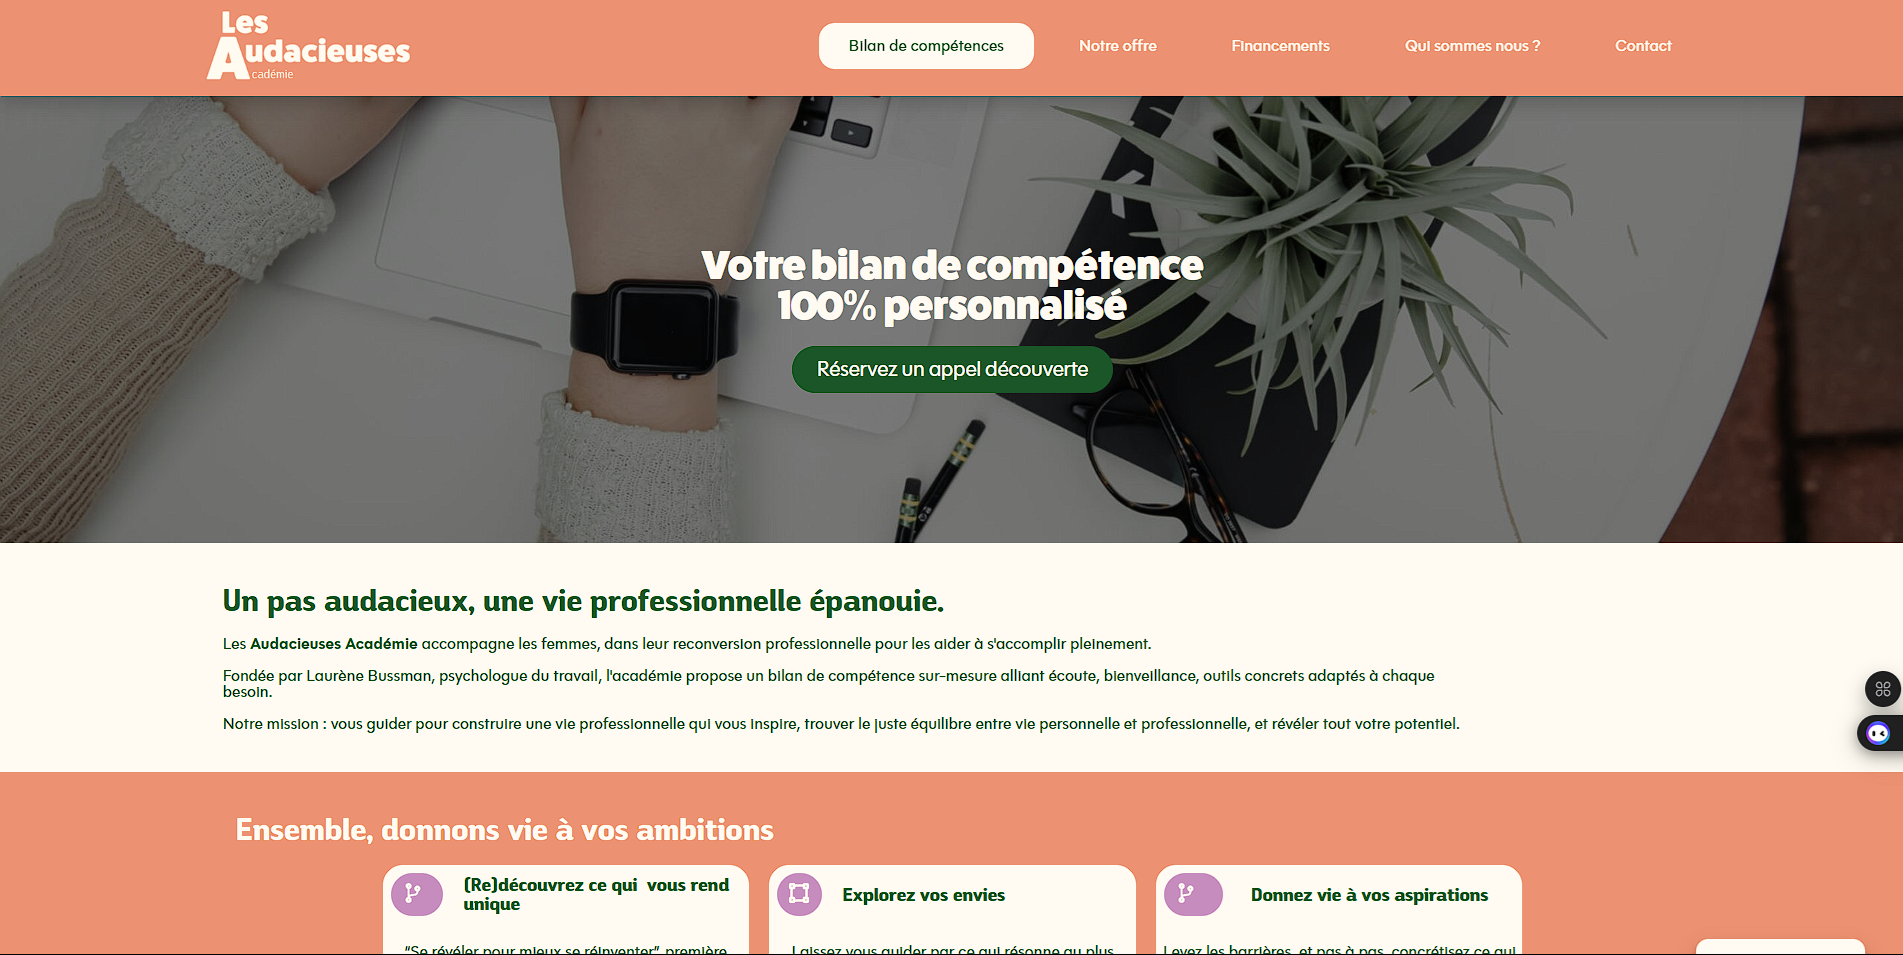 Les
Audacieuses
cadémie
Bilan de compétences
Notre offre
Financements
Qui sommes nous ?
Contact
Votre bilan de compétence
100% personnalisé
Réservez un appel découverte
Un pas audacieux, une vie professionnelle épanouie.
Les Audacieuses Académie accompagne les femmes, dans leur reconversion professionnelle pour les aider à s'accomplir pleinement.
Fondée par Laurène Bussman, psychologue du travail, l'académie propose un bilan de compétence sur-mesure alliant écoute, bienveillance, outils concrets adaptés à chaque
besoin.
Notre mission : vous guider pour construire une vie professionnelle qui vous inspire, trouver le juste équilibre entre vie personnelle et professionnelle, et révéler tout votre potentiel.
Ensemble, donnons vie à vos ambitions
(Re)découvrez ce qui vous rend
unique
"Se révéler pour mieux se réinventer", première
Explorez vos envies
Laissez vous guider par ce qui résonne au plus
Donnez vie à vos aspirations
Levez les barrières, et pas à pas, concrétisez ce qui